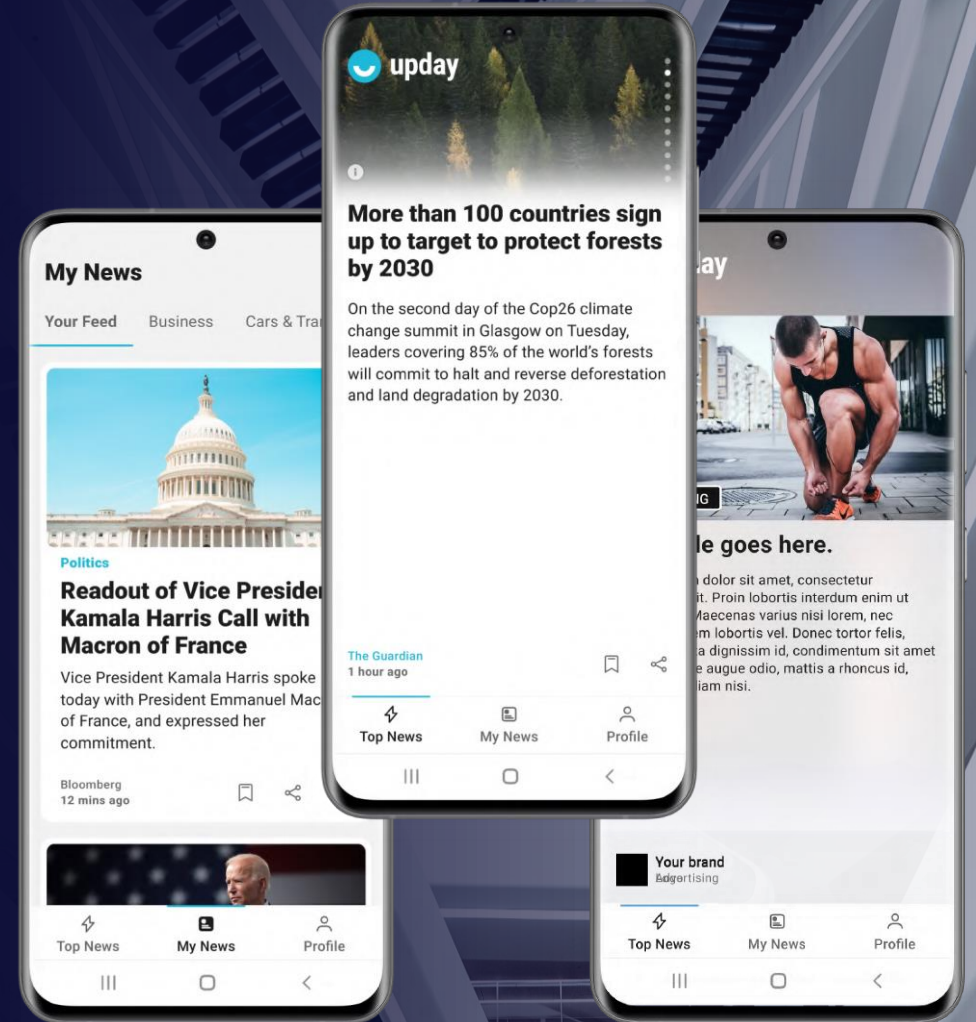 upday
More than 100 countries sign
up to target to protect forests
by 2030
On the second day of the Cop26 climate
change summit in Glasgow on Tuesday,
leaders covering 85% of the world's forests
will commit to halt and reverse deforestation
and land degradation by 2030.
The Guardian
1 hour ago
Top News
My News
Profile
My News
Your Feed
Business
Cars &
Politics
Readout of Vice
Kamala Harris Call with
Macron of France
Vice President Kamala Harris spoke
today with President Emmanuel
of France, and expressed her
commitment.
Bloomberg
12 mins ago
Top News
My News
Profile
goes here.
dolor sit amet, consectetur
Proin lobortis interdum enim ut
Maecenas varius nisi lorem, nec
lobortis vel. Donec tortor felis,
dignissim id, condimentum sit amet
augue odio, mattis a rhoncus id,
nisi.
Your brand
Top News
My News
Profile